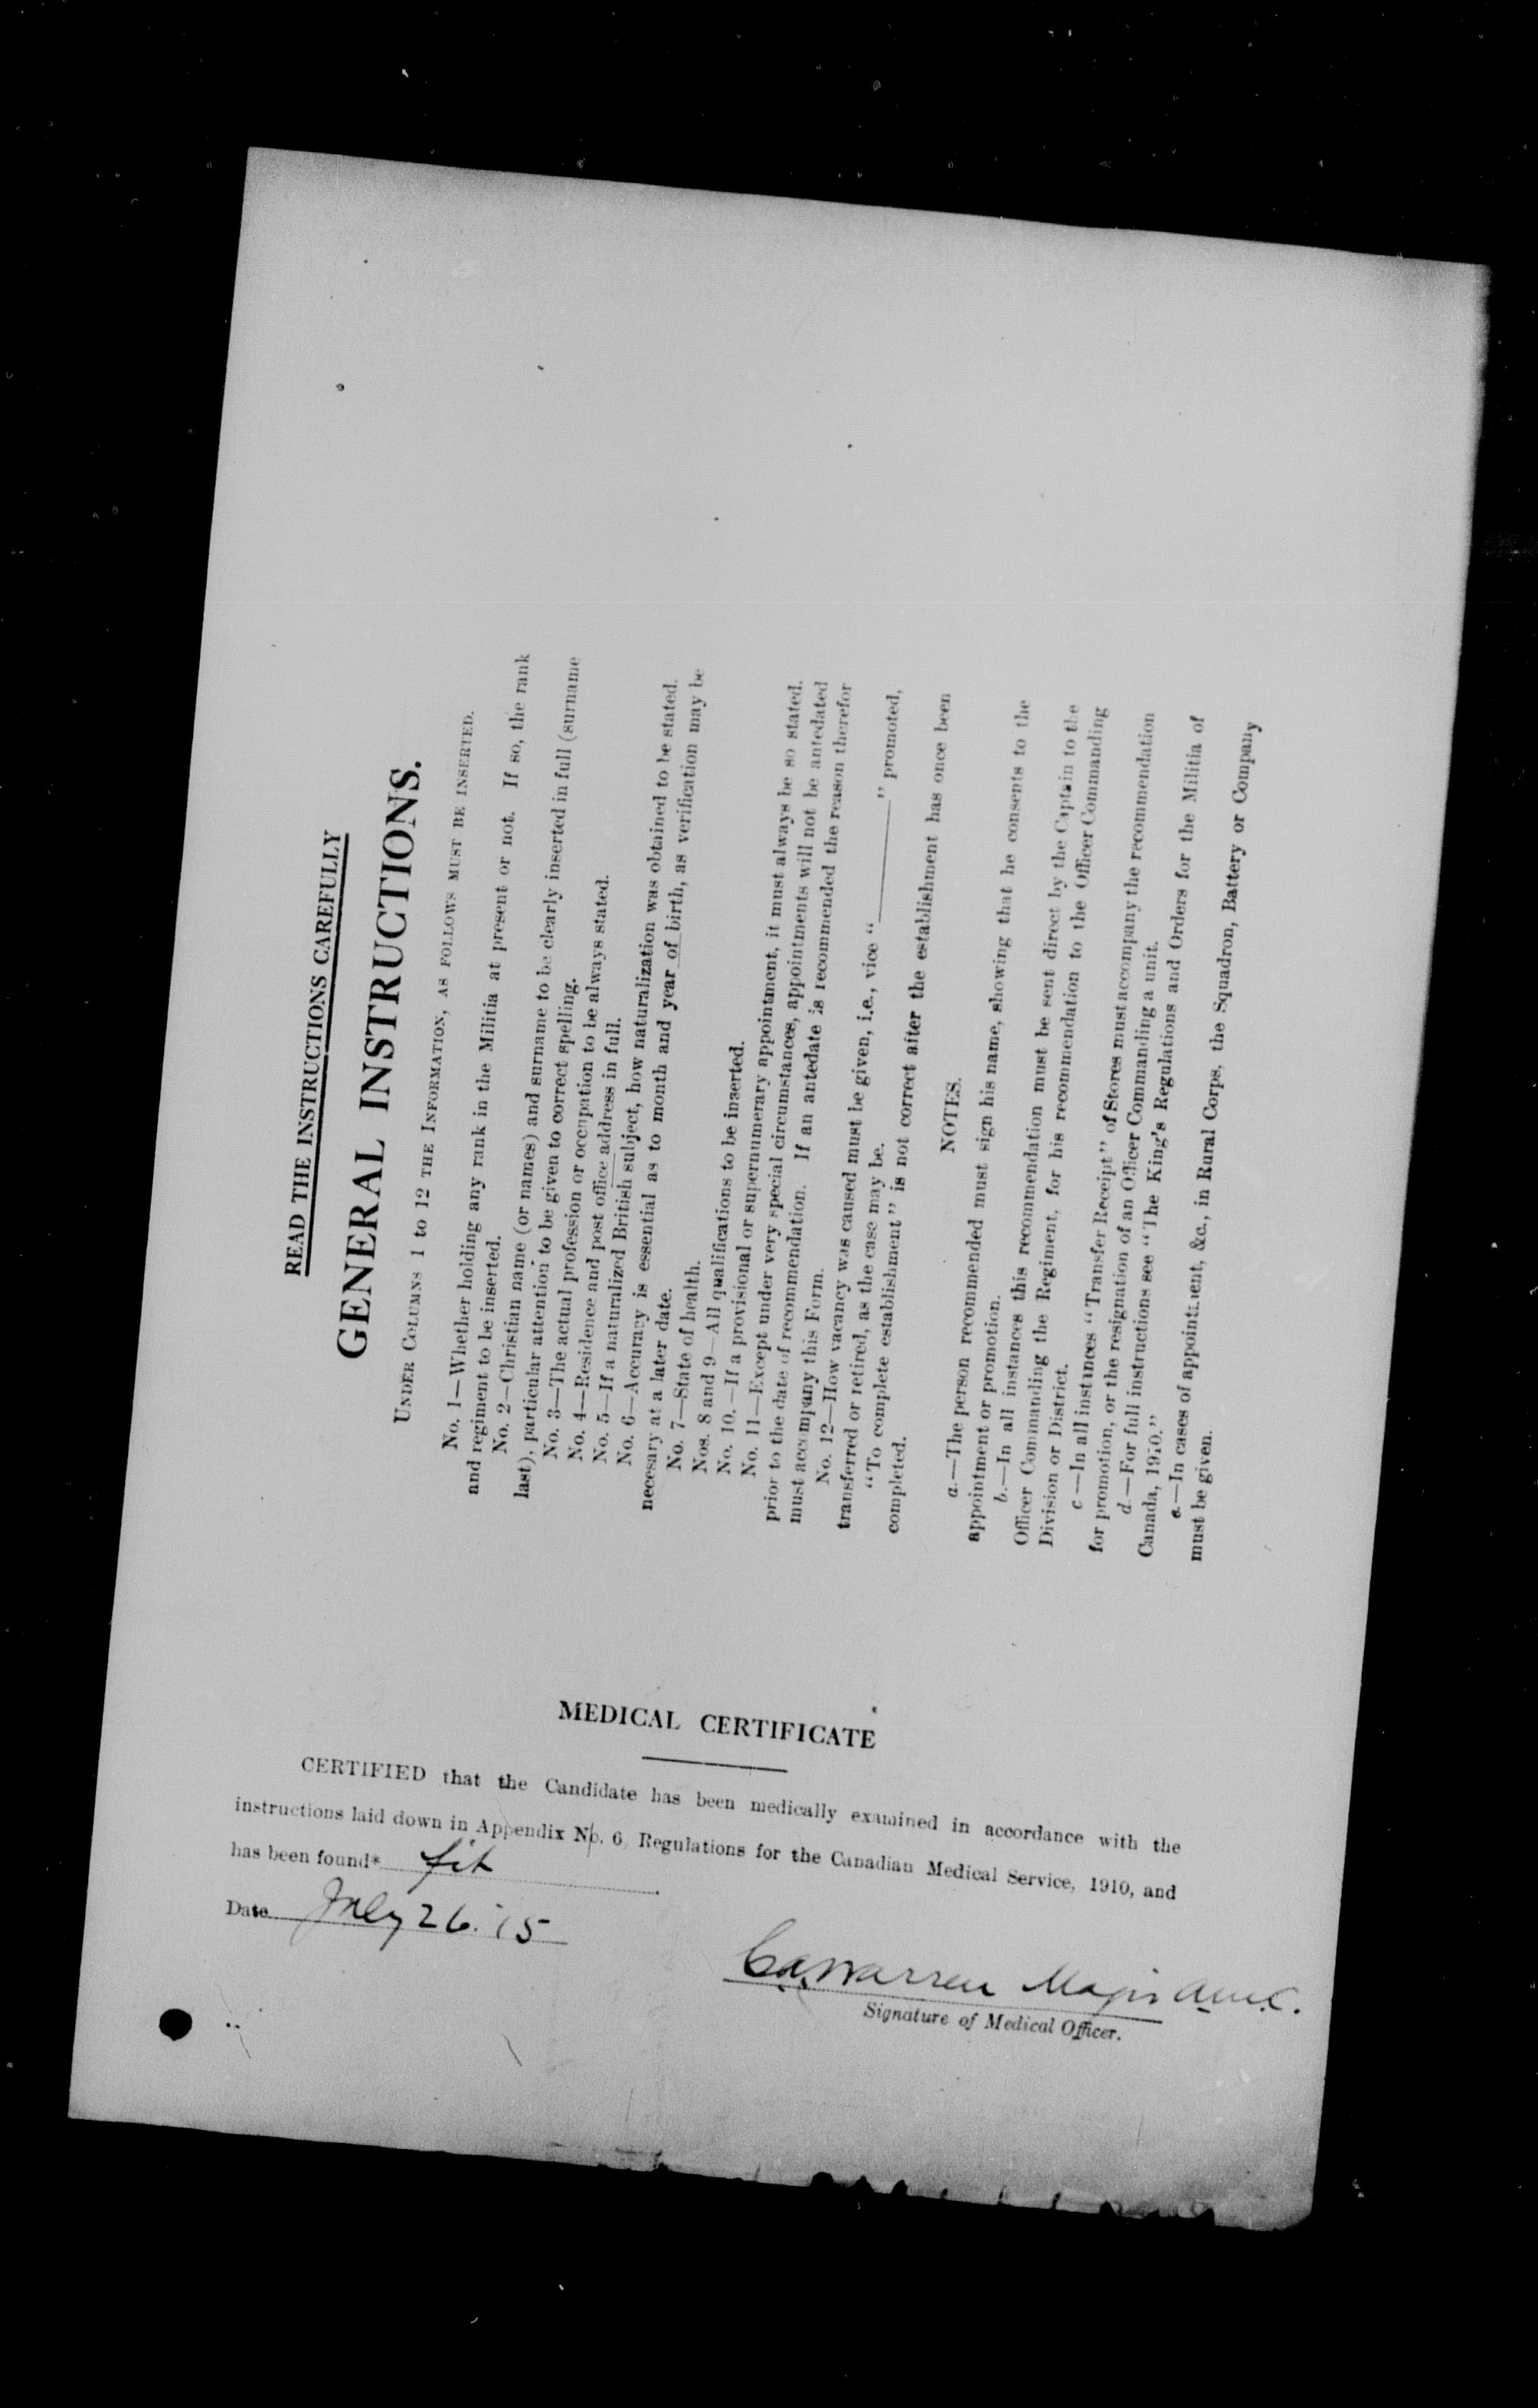 READ THE INSTRUCTIONS CAREFULLY
GENERAL INSTRUCTIONS.
UNDER COLUMNS 1 to 12 THE INFORMATION, AS FOLLOWS MUST BE INSERTED.
No. 1—Whether holding any rank in the Militia at present or not. If so, the rank
and regiment to be inserted.
No. 2—Christian name (or names) and surname to be clearly inserted in full (surname
last), particular attention to be given to correct spelling.
No. 3—The actual profession or occupation to be always stated.
No. 4—Residence and post office address in full.
No. 5—If a naturalized British subject, how naturalization was obtained to be stated.
No. 6—Accuracy is essential as to month and year of birth, as verification may be
necesary at a later date.
No. 7—State of health.
Nos. 8 and 9—All qualifications to be inserted.
No. 10.—If a provisional or supernumerary appointment, it must always be so stated.
No. 11—Except under very special circumstances, appointments will not be antedated
prior to the date of recommendation. If an antedate is recommended the reason therefor
must accompany this Form.
No. 12—How vacancy was caused must be given, i.e., vice “________” promoted,
transferred or retired, as the case may be.
“To complete establishment” is not correct after the establishment has once been
completed.
NOTES.
a.—The person recommended must sign his name, showing that he consents to the
appointment or promotion.
b.—In all instances this recommendation must be sent direct by the Captain to the
Officer Commanding the Regiment, for his recommendation to the Officer Commanding
Division or District.
c—In all instances “Transfer Receipt” of Stores must accompany the recommendation
for promotion, or the resignation of an Officer Commanding a unit.
d.—For full instructions see “The King's Regulations and Orders for the Militia of
Canada, 1910.”
e.—In cases of appointment, &c., in Rural Corps, the Squadron, Battery or Company
must be given.
MEDICAL CERTIFICATE
CERTIFIED that the Candidate has been medically examined in accordance with the
instructions laid down in Appendix No. 6, Regulations for the Canadian Medical Service, 1910, and
has been found* fit
Date July 26. 15
C.A. Warren Major A.M.C.
Signature of Medical Officer.